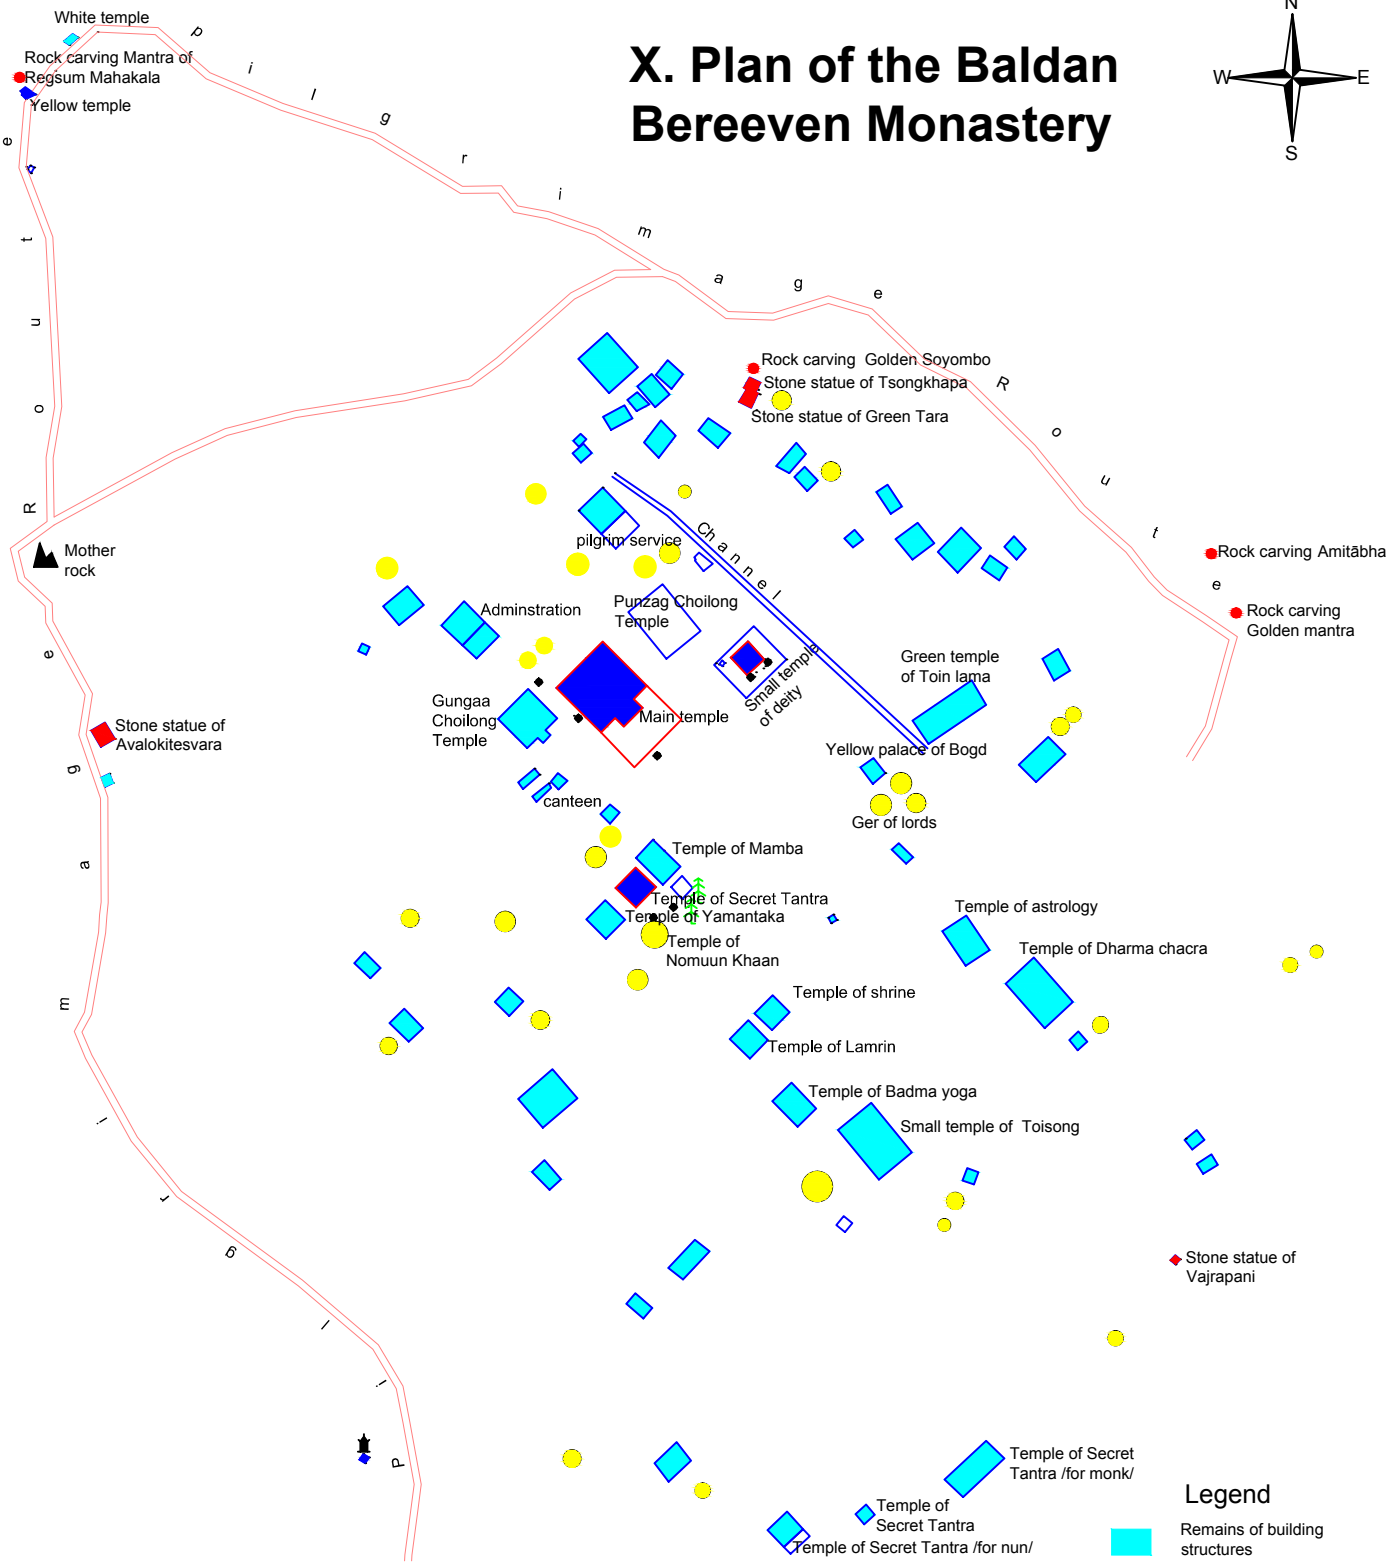 N
White temple
X. Plan of the Baldan
Bereeven Monastery
Rock carving Mantra of
Regsum Mahakala
W
E
Yellow temple
S
pilgrimage Route
Rock carving Golden Soyombo
Stone statue of Tsongkhapa
Stone statue of Green Tara
Channel
pilgrim service
Mother
rock
Rock carving Amitābha
Rock carving
Golden mantra
Adminstration
Punzag Choilong
Temple
Green temple
of Toin lama
Small temple
of deity
Gungaa
Choilong
Temple
Main temple
Stone statue of
Avalokitesvara
Yellow palace of Bogd
canteen
Ger of lords
Temple of Mamba
Temple of Secret Tantra
Temple of Yamantaka
Temple of
Nomuun Khaan
Temple of astrology
Temple of Dharma chacra
Temple of shrine
Temple of Lamrin
Temple of Badma yoga
Small temple of Toisong
Stone statue of
Vajrapani
Pilirgimage Route
Temple of Secret
Tantra /for monk/
Temple of
Secret Tantra
Temple of Secret Tantra /for nun/
Legend
Remains of building
structures